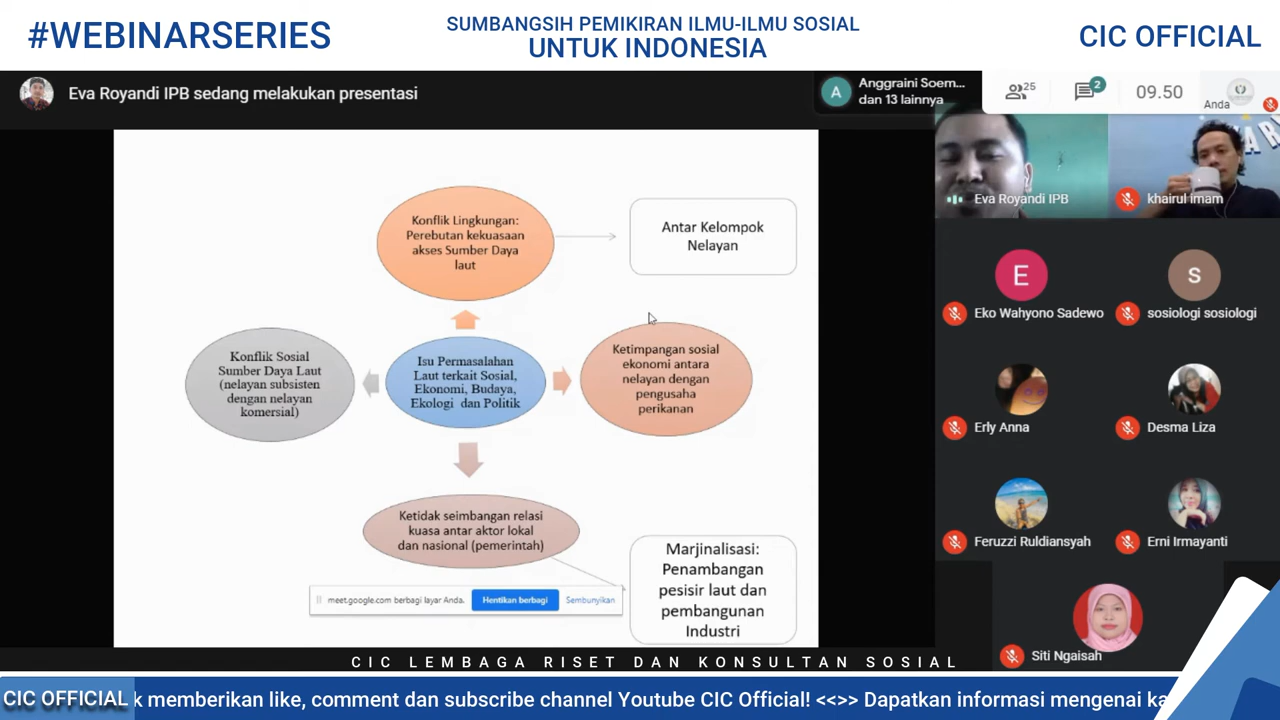 #WEBINARSERIES
SUMBANGSIH PEMIKIRAN ILMU-ILMU SOSIAL
UNTUK INDONESIA
CIC OFFICIAL
Eva Royandi IPB sedang melakukan presentasi
A
Anggraini Soem...
dan 13 lainnya
25
2
09.50
Anda
Konflik Lingkungan:
Perebutan kekuasaan
akses Sumber Daya
laut
Antar Kelompok
Nelayan
Konflik Sosial
Sumber Daya Laut
(nelayan subsisten
dengan nelayan
komersial)
Isu Permasalahan
Laut terkait Sosial,
Ekonomi, Budaya,
Ekologi dan Politik
Ketimpangan sosial
ekonomi antara
nelayan dengan
pengusaha
perikanan
Ketidak seimbangan relasi
kuasa antar aktor lokal
dan nasional (pemerintah)
Marjinalisasi:
Penambangan
pesisir laut dan
pembangunan
Industri
meet.google.com berbagi layar Anda.
Hentikan berbagi
Sembunyikan
Eva Royandi IPB
khairul imam
E
Eko Wahyono Sadewo
s
sosiologi sosiologi
Erly Anna
Desma Liza
Feruzzi Ruldiansyah
Erni Irmayanti
Siti Ngaisah
CIC LEMBAGA RISET DAN KONSULTAN SOSIAL
CIC OFFICIAL
k memberikan like, comment dan subscribe channel Youtube CIC Official! <<>> Dapatkan informasi mengenai ka